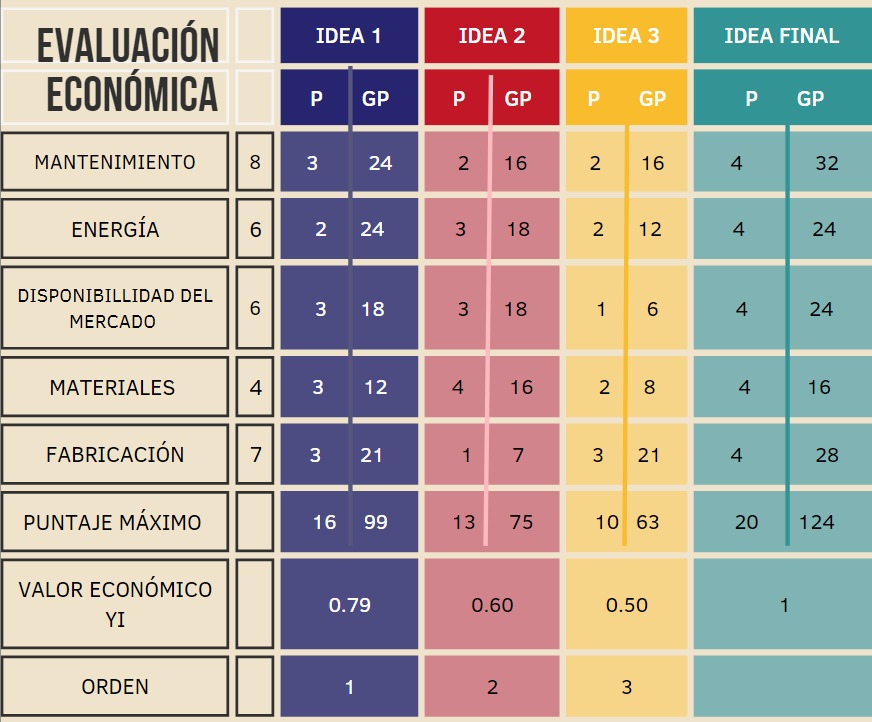 EVALUACIÓN
ECONÓMICA
IDEA 1 IDEA 2 IDEA 3 IDEA FINAL
P GP P GP P GP P GP
MANTENIMIENTO 8 3 24 2 16 2 16 4 32
ENERGÍA 6 2 24 3 18 2 12 4 24
DISPONIBILLIDAD DEL
MERCADO 6 3 18 3 18 1 6 4 24
MATERIALES 4 3 12 4 16 2 8 4 16
FABRICACIÓN 7 3 21 1 7 3 21 4 28
PUNTAJE MÁXIMO 16 99 13 75 10 63 20 124
VALOR ECONÓMICO
YI 0.79 0.60 0.50 1
ORDEN 1 2 3